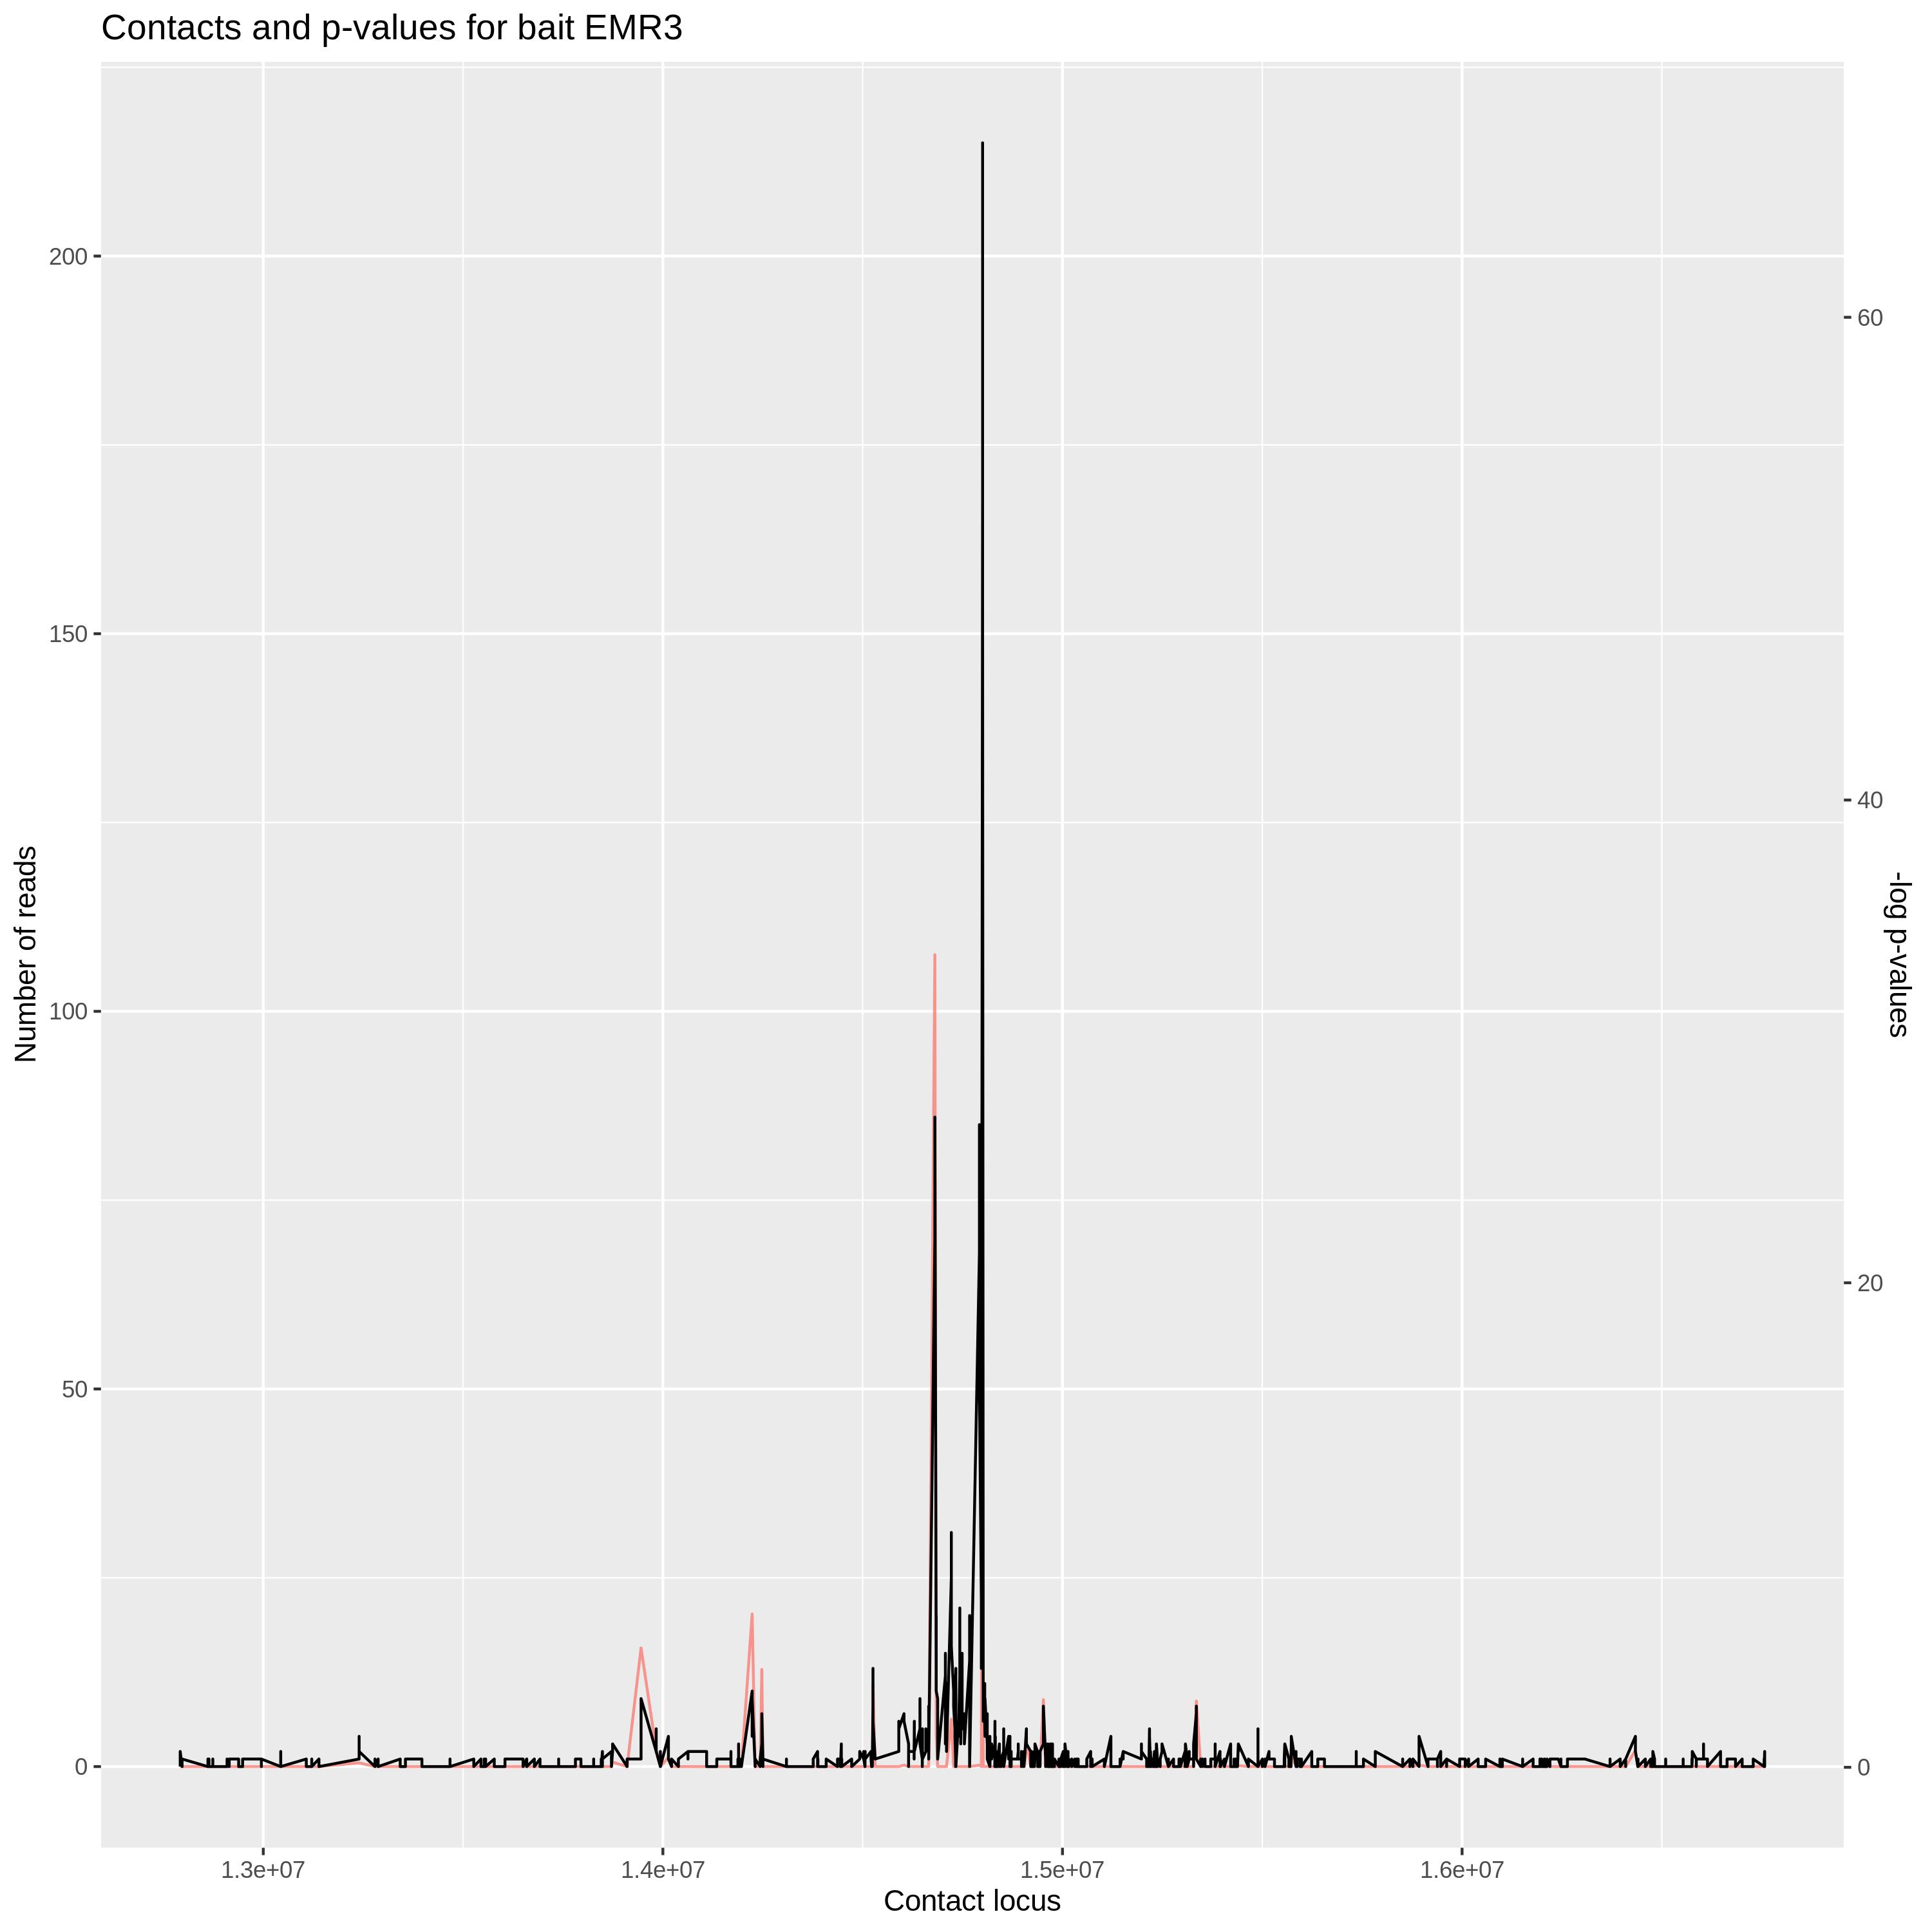 Contacts and p-values for bait EMR3
200
150
100
50
0
Number of reads
60
40
20
0
-log p-values
1.3e+07
1.4e+07
1.5e+07
1.6e+07
Contact locus